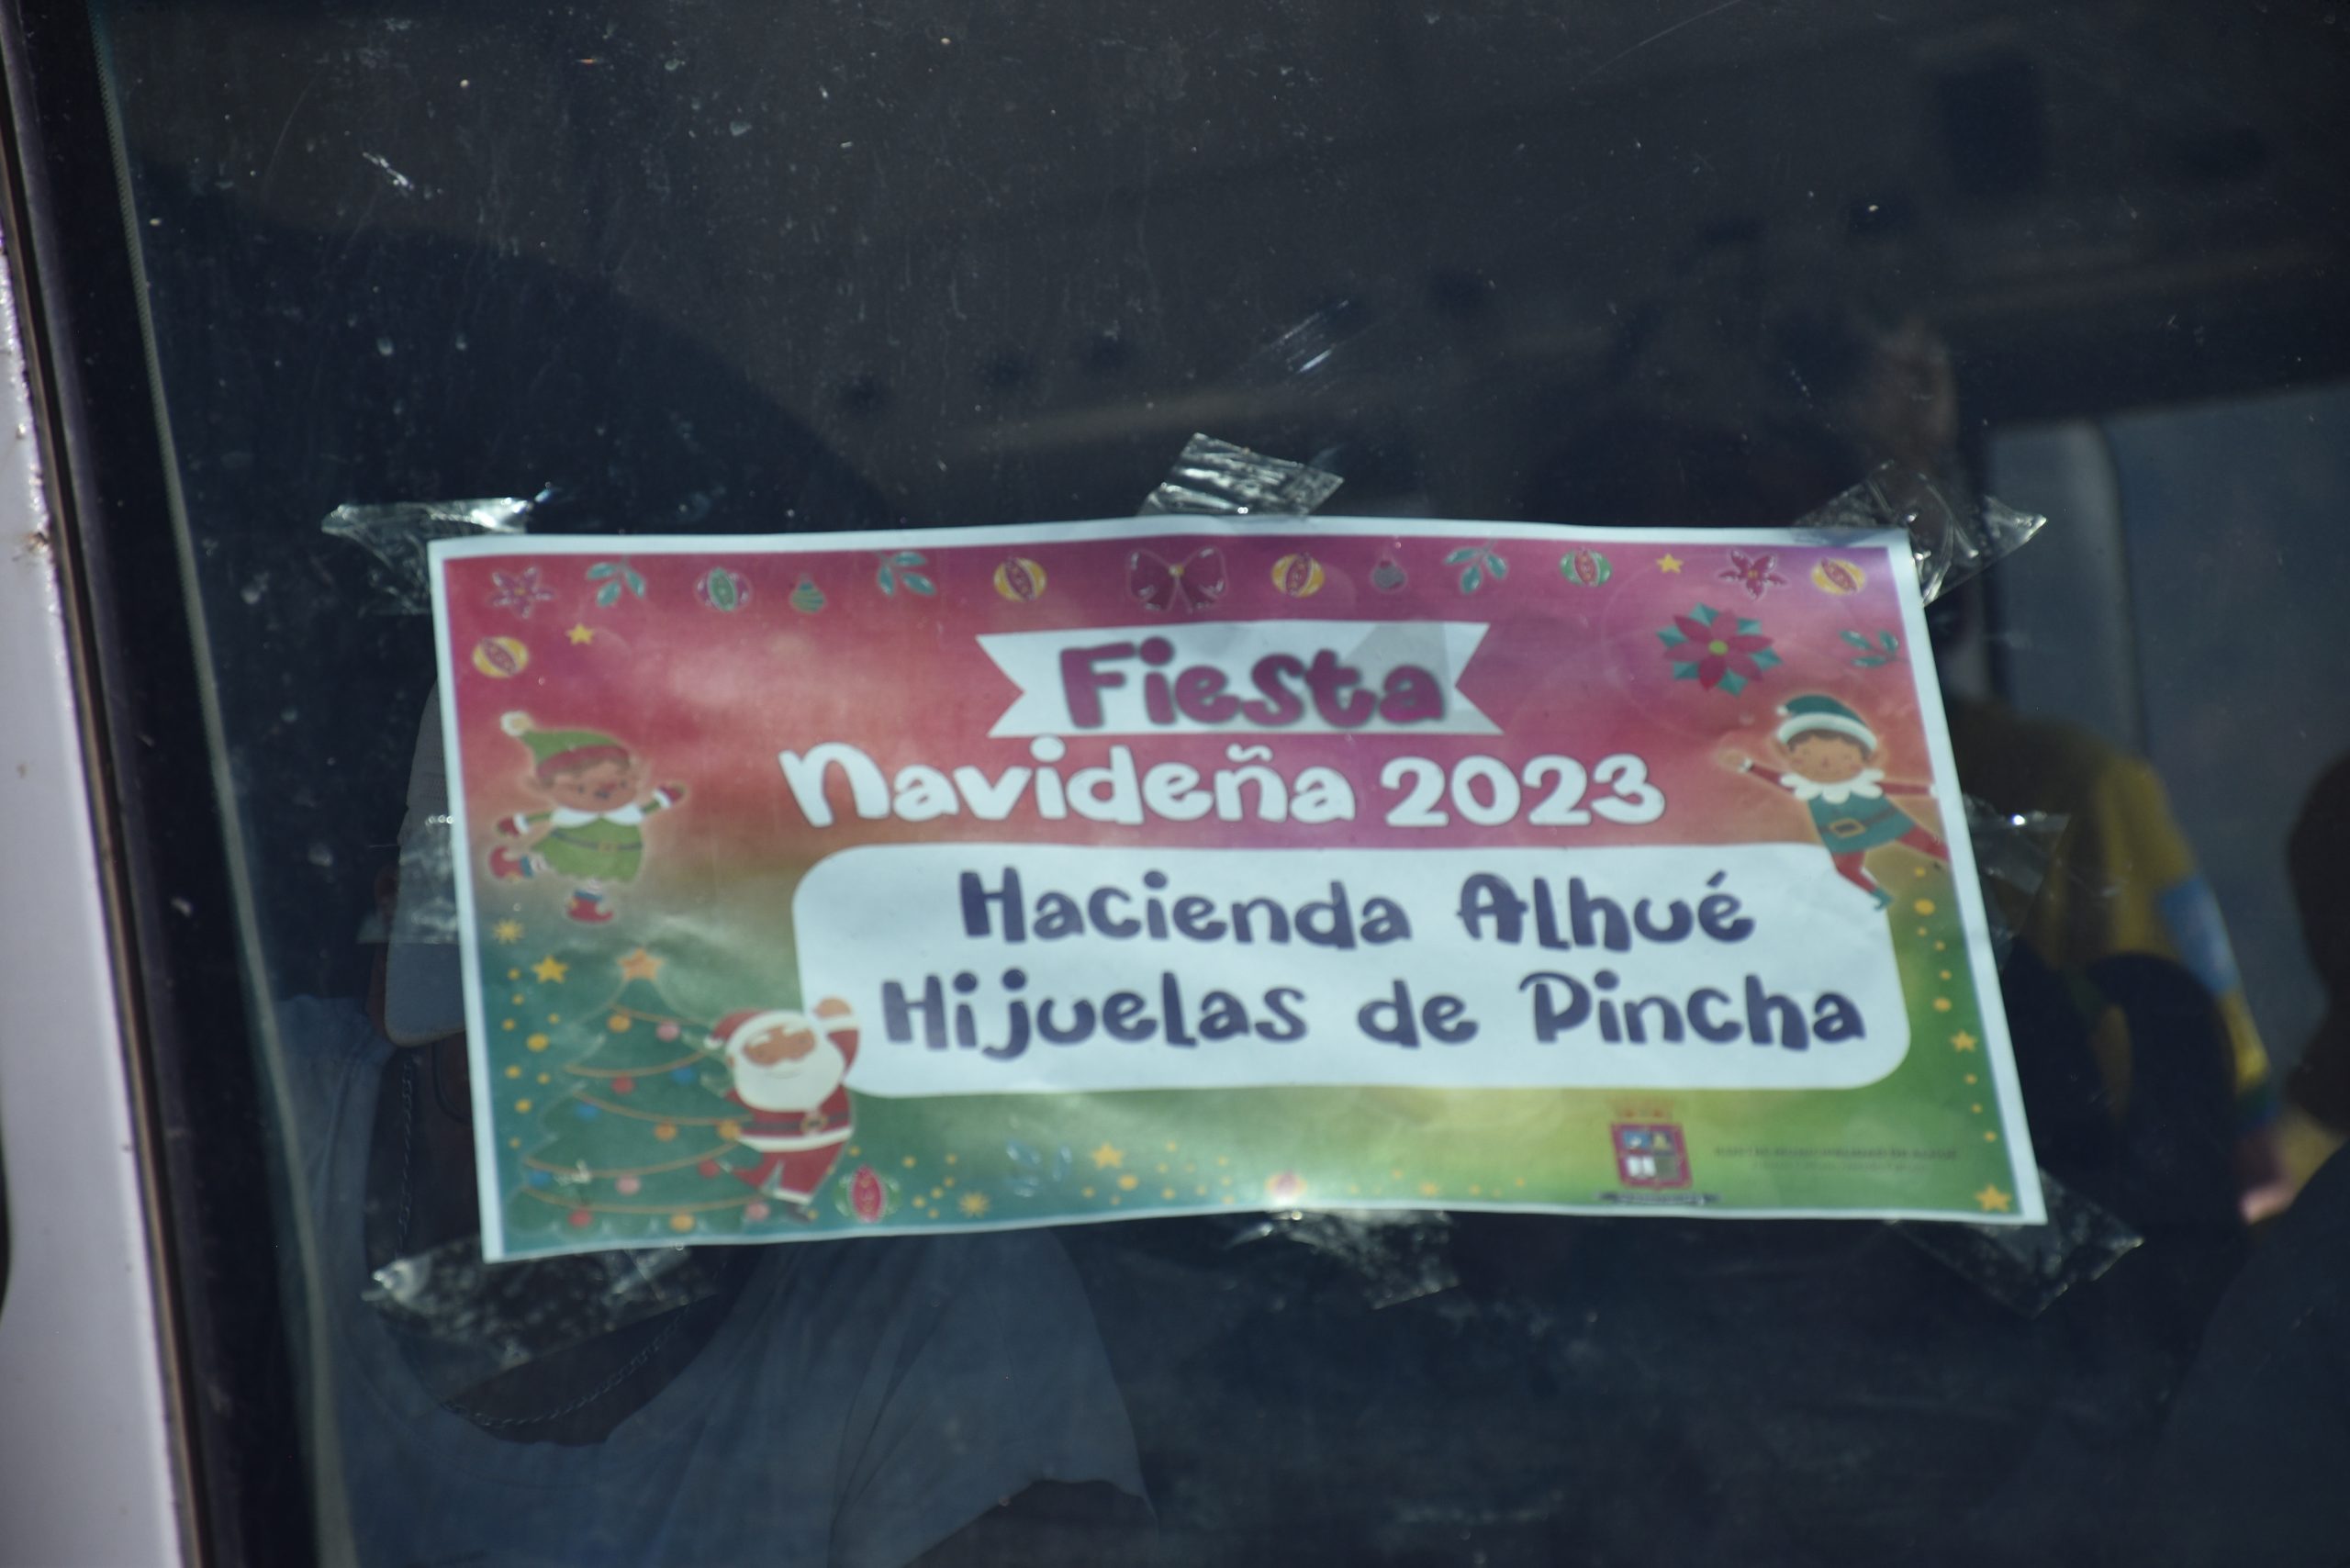 Fiesta
Navideña 2023
Hacienda Alhué
Hijuelas de Pincha